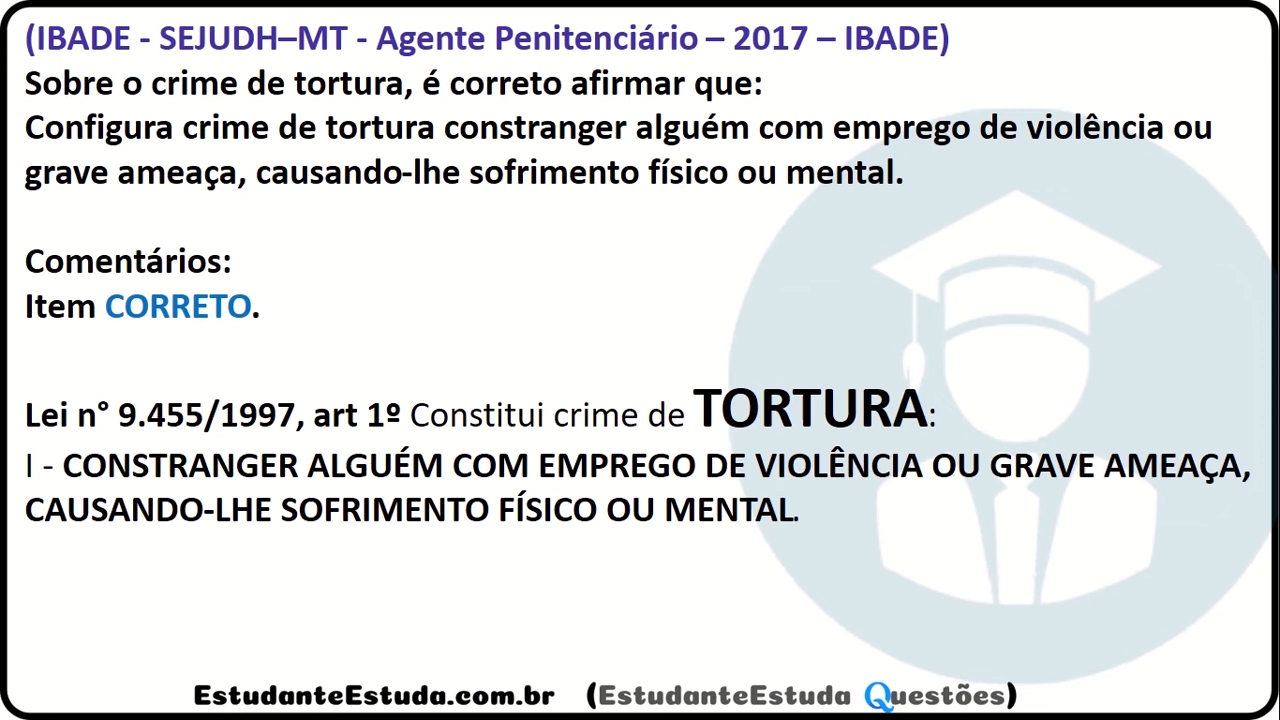 (IBADE - SEJUDH–MT - Agente Penitenciário – 2017 – IBADE)
Sobre o crime de tortura, é correto afirmar que:
Configura crime de tortura constranger alguém com emprego de violência ou
grave ameaça, causando-lhe sofrimento físico ou mental.
Comentários:
Item CORRETO.
Lei n° 9.455/1997, art 1º Constitui crime de TORTURA:
I - CONSTRANGER ALGUÉM COM EMPREGO DE VIOLÊNCIA OU GRAVE AMEAÇA,
CAUSANDO-LHE SOFRIMENTO FÍSICO OU MENTAL.
EstudanteEstuda.com.br (EstudanteEstuda Questões)